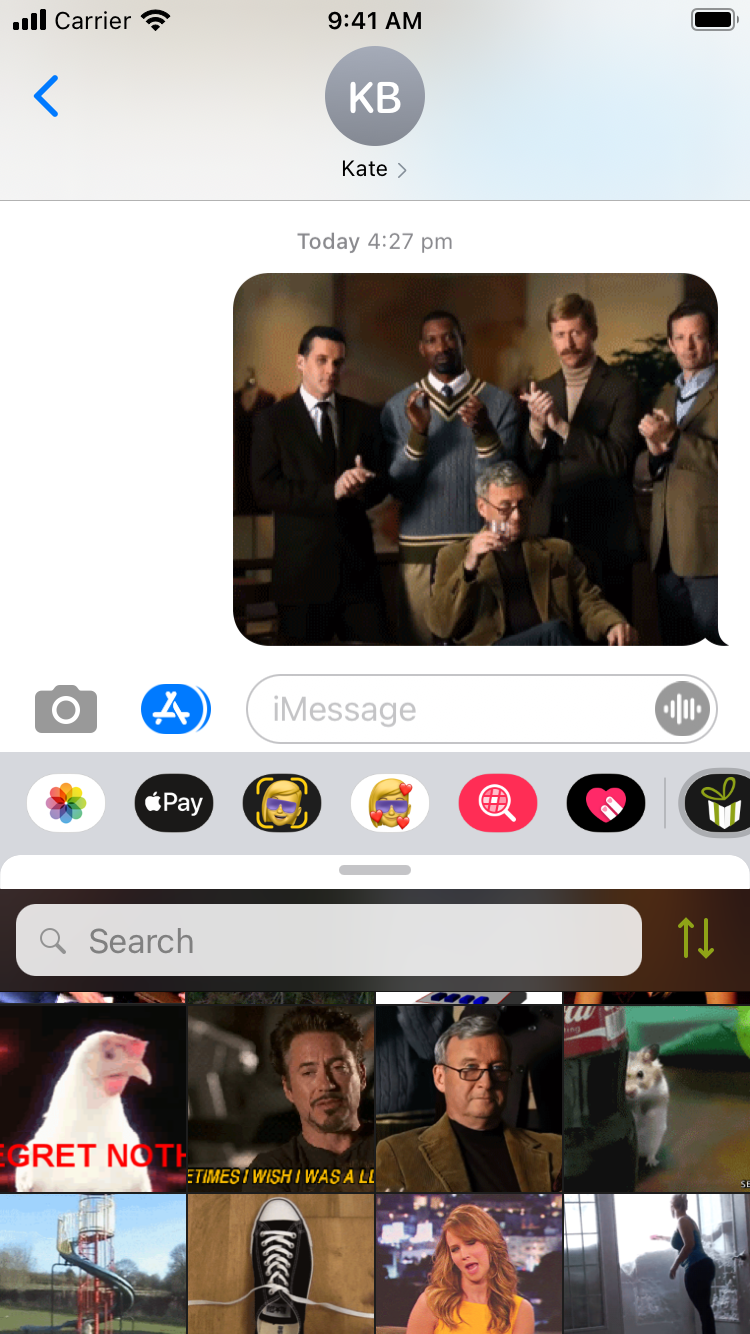 Carrier 9:41 AM
KB
Kate
Today 4:27 pm
iMessage
Pay
Search
EGRET NOTH
ETIMES I WISH I WAS A LI
SE